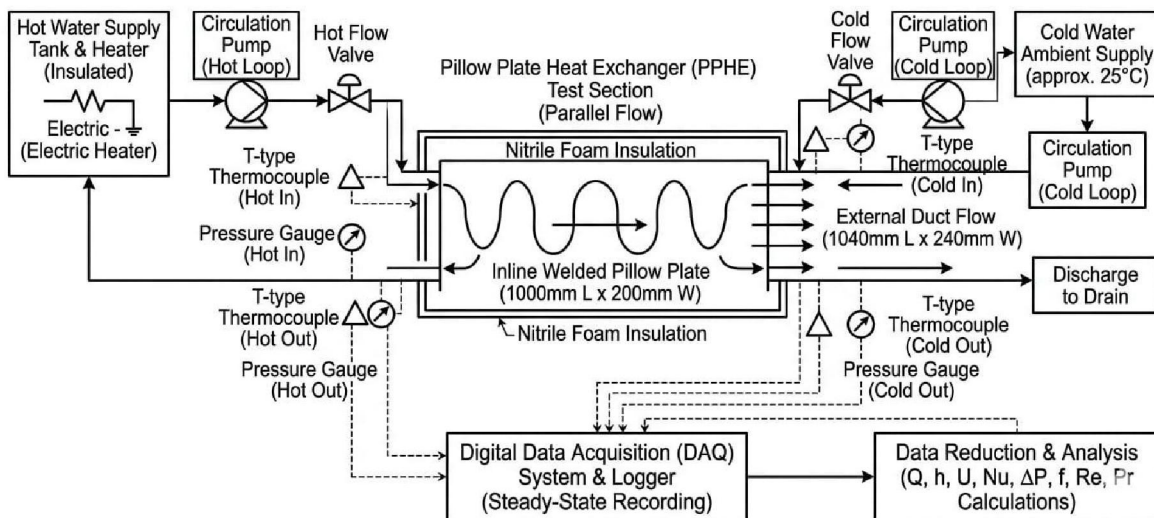 Hot Water Supply
Tank & Heater
(Insulated)
Electric -
(Electric Heater)
Circulation
Pump
(Hot Loop)
Hot Flow
Valve
Pillow Plate Heat Exchanger (PPHE)
Test Section
(Parallel Flow)
Cold
Flow
Valve
Circulation
Pump
(Cold Loop)
Cold Water
Ambient Supply
(approx. 25°C)
Nitrile Foam Insulation
T-type
Thermocouple
(Hot In)
T-type
Thermocouple
(Cold In)
Circulation
Pump
(Cold Loop)
Pressure Gauge
(Hot In)
External Duct Flow
(1040mm L x 240mm W)
Inline Welded Pillow Plate
(1000mm L x 200mm W)
Discharge
to Drain
T-type
Thermocouple
(Hot Out)
Nitrile Foam Insulation
T-type
Thermocouple
(Cold Out)
Pressure Gauge
(Hot Out)
Pressure Gauge
(Cold Out)
Digital Data Acquisition (DAQ)
System & Logger
(Steady-State Recording)
Data Reduction & Analysis
(Q, h, U, Nu, ΔP, f, Re, Pr
Calculations)